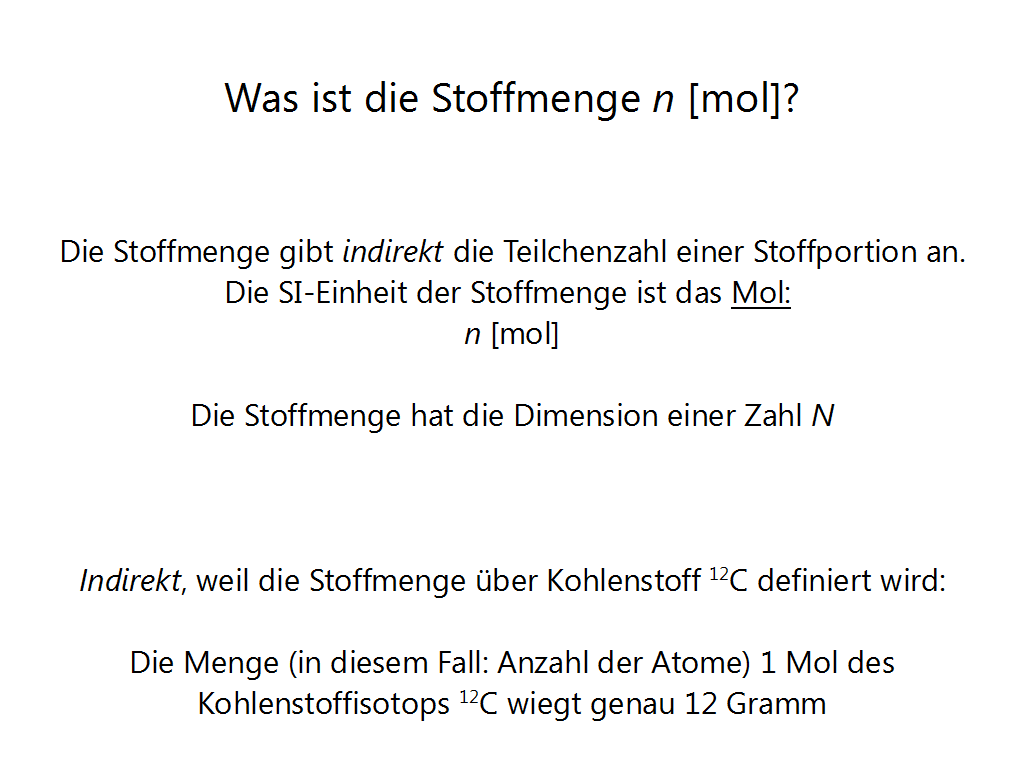 Was ist die Stoffmenge n [mol]?
Die Stoffmenge gibt indirekt die Teilchenzahl einer Stoffportion an.
Die SI-Einheit der Stoffmenge ist das Mol:
n [mol]
Die Stoffmenge hat die Dimension einer Zahl N
Indirekt, weil die Stoffmenge über Kohlenstoff ¹²C definiert wird:
Die Menge (in diesem Fall: Anzahl der Atome) 1 Mol des
Kohlenstoffisotops ¹²C wiegt genau 12 Gramm